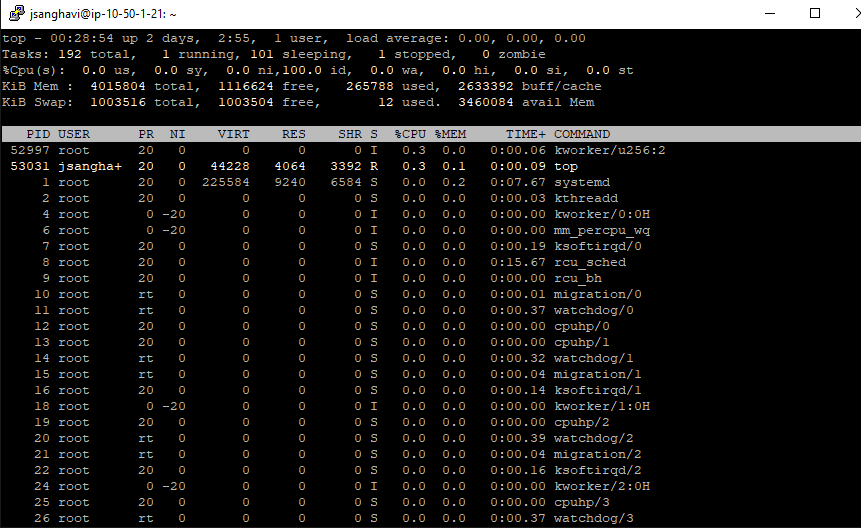 jsanghavi@ip-10-50-1-21: ~
top - 00:28:54 up 2 days,  2:55,  1 user,  load average: 0.00, 0.00, 0.00
Tasks: 192 total,   1 running, 101 sleeping,   1 stopped,   0 zombie
%Cpu(s):  0.0 us,  0.0 sy,  0.0 ni,100.0 id,  0.0 wa,  0.0 hi,  0.0 si,  0.0 st
KiB Mem :  4015804 total,  1116624 free,   265788 used,  2633392 buff/cache
KiB Swap:  1003516 total,  1003504 free,       12 used.  3460084 avail Mem
PID USER      PR  NI    VIRT    RES    SHR S  %CPU %MEM     TIME+ COMMAND
52997 root      20   0       0      0      0 I   0.3  0.0   0:00.06 kworker/u256:2
53031 jsangha+  20   0   44228   4064   3392 R   0.3  0.1   0:00.09 top
1 root      20   0  225584   9240   6584 S   0.0  0.2   0:07.67 systemd
2 root      20   0       0      0      0 S   0.0  0.0   0:00.03 kthreadd
4 root       0 -20       0      0      0 I   0.0  0.0   0:00.00 kworker/0:0H
6 root       0 -20       0      0      0 I   0.0  0.0   0:00.00 mm_percpu_wq
7 root      20   0       0      0      0 S   0.0  0.0   0:00.19 ksoftirqd/0
8 root      20   0       0      0      0 I   0.0  0.0   0:15.67 rcu_sched
9 root      20   0       0      0      0 I   0.0  0.0   0:00.00 rcu_bh
10 root      rt   0       0      0      0 S   0.0  0.0   0:00.01 migration/0
11 root      rt   0       0      0      0 S   0.0  0.0   0:00.37 watchdog/0
12 root      20   0       0      0      0 S   0.0  0.0   0:00.00 cpuhp/0
13 root      20   0       0      0      0 S   0.0  0.0   0:00.00 cpuhp/1
14 root      rt   0       0      0      0 S   0.0  0.0   0:00.32 watchdog/1
15 root      rt   0       0      0      0 S   0.0  0.0   0:00.04 migration/1
16 root      20   0       0      0      0 S   0.0  0.0   0:00.14 ksoftirqd/1
18 root       0 -20       0      0      0 I   0.0  0.0   0:00.00 kworker/1:0H
19 root      20   0       0      0      0 S   0.0  0.0   0:00.00 cpuhp/2
20 root      rt   0       0      0      0 S   0.0  0.0   0:00.39 watchdog/2
21 root      rt   0       0      0      0 S   0.0  0.0   0:00.04 migration/2
22 root      20   0       0      0      0 S   0.0  0.0   0:00.16 ksoftirqd/2
24 root       0 -20       0      0      0 I   0.0  0.0   0:00.00 kworker/2:0H
25 root      20   0       0      0      0 S   0.0  0.0   0:00.00 cpuhp/3
26 root      rt   0       0      0      0 S   0.0  0.0   0:00.37 watchdog/3